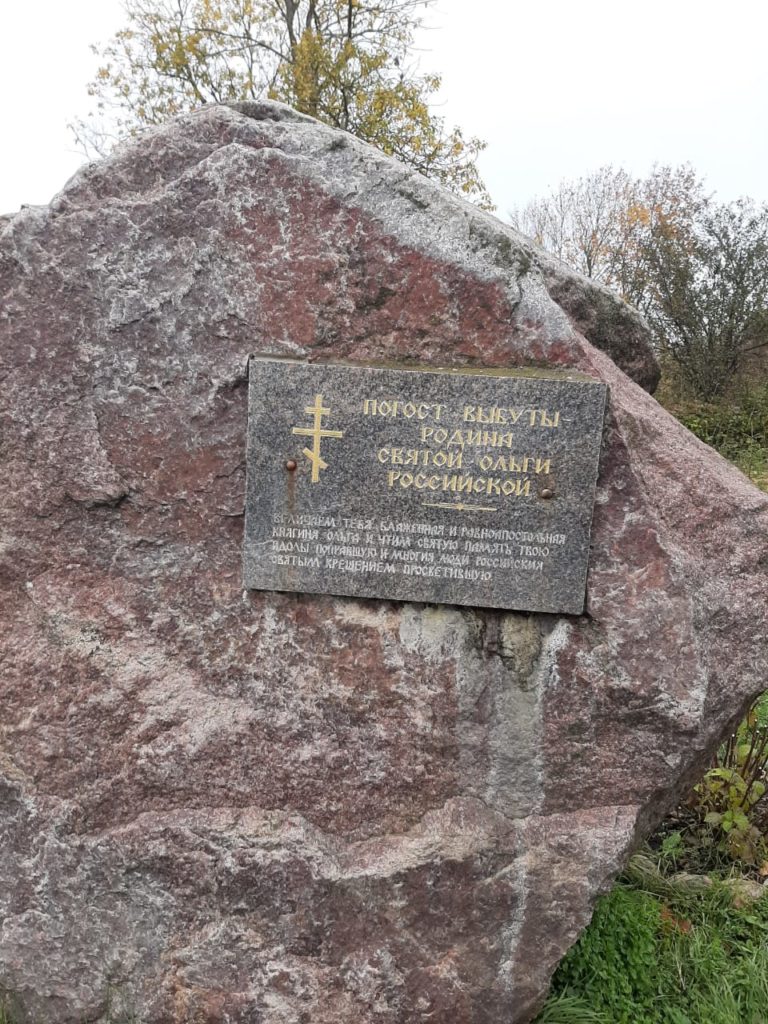 ПОГОСТ ВЫБУТЫ -
РОДИНА
СВЯТОЙ ОЛЬГИ
РОССИЙСКОЙ
ВЕЛИЧАЕМ ТЕБЯ БЛАЖЕННАЯ И РАВНОАПОСТОЛЬНАЯ
КНЯГИНЯ ОЛЬГА И ЧТИМ СВЯТУЮ ПАМЯТЬ ТВОЮ
ИДОЛЫ ПОПРАВШУЮ И МНОГИЯ ЛЮДИ РОССИЙСКИЯ
СВЯТЫМ КРЕЩЕНИЕМ ПРОСВЕТИВШУЮ